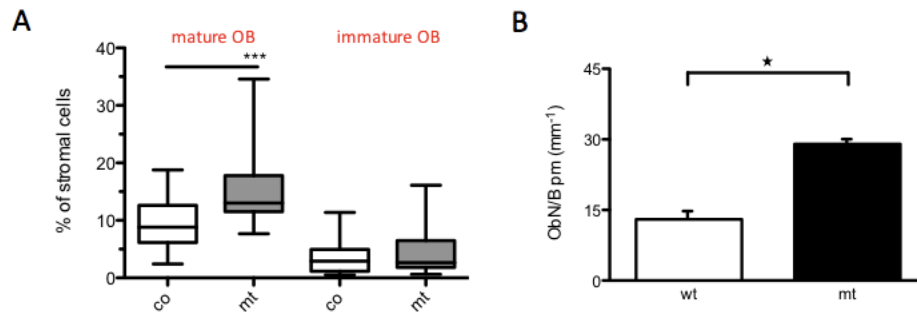 A
mature OB
immature OB
***
% of stromal cells
40
30
20
10
0
co
mt
co
mt
B
★
ObN/B pm (mm-1)
45
30
15
0
wt
mt